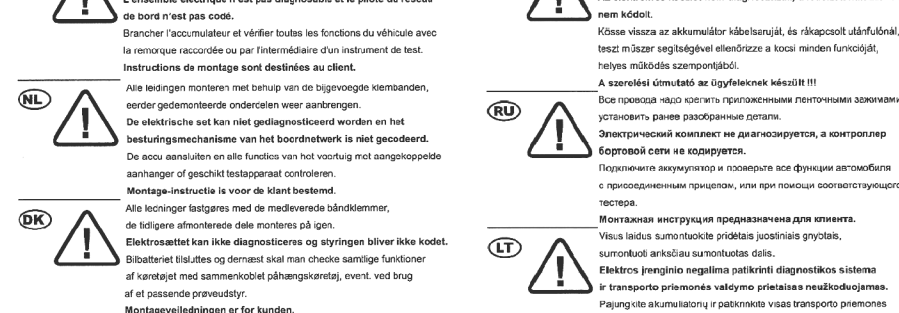 L'ensemble électrique n'est pas diagnosable et le pilote du réseau
de bord n'est pas codé.
Brancher l'accumulateur et vérifier toutes les fonctions du véhicule avec
la remorque raccordée ou par l'intermédiaire d'un instrument de test.
Instructions de montage sont destinées au client.
NL
Alle leidingen monteren met behulp van de bijgevoegde klembanden,
eerder gedemonteerde onderdelen weer aanbrengen.
De elektrische set kan niet gediagnosticeerd worden en het
besturingsmechanisme van het boordnetwerk is niet gecodeerd.
De accu aansluiten en alle functies van het voertuig met aangekoppelde
aanhanger of geschikt testapparaat controleren.
Montage-instructie is voor de klant bestemd.
DK
Alle ledninger fastgøres med de medleverede båndklemmer,
de tidligere afmonterede dele monteres på igen.
Elektrosættet kan ikke diagnosticeres og styringen bliver ikke kodet.
Bilbatteriet tilsluttes og dernæst skal man checke samtlige funktioner
af køretøjet med sammenkoblet påhængskøretøj, event. ved brug
af et passende prøveudstyr.
Montagevejledningen er for kunden.
nem kódolt.
Kösse vissza az akkumulátor kábelsaruját, és rákapcsolt utánfutónál,
teszt műszer segítségével ellenőrizze a kocsi minden funkcióját,
helyes működés szempontjából.
A szerelési útmutató az ügyfeleknek készült !!!
RU
Все провода надо крепить приложенными ленточными зажимами
установить ранее разобранные детали.
Электрический комплект не диагнозируется, а контроллер
бортовой сети не кодируется.
Подключите аккумулятор и проверьте все функции автомобиля
с присоединенным прицепом, или при помощи соответствующего
тестера.
Монтажная инструкция предназначена для клиента.
LT
Visus laidus sumontuokite pridėtais juostiniais gnybtais,
sumontuoti anksčiau sumontuotas dalis.
Elektros įrenginio negalima patikrinti diagnostikos sistema
ir transporto priemonės valdymo prietaisas neužkoduojamas.
Pajungkite akumuliatorių ir patikrinkite visas transporto priemonės